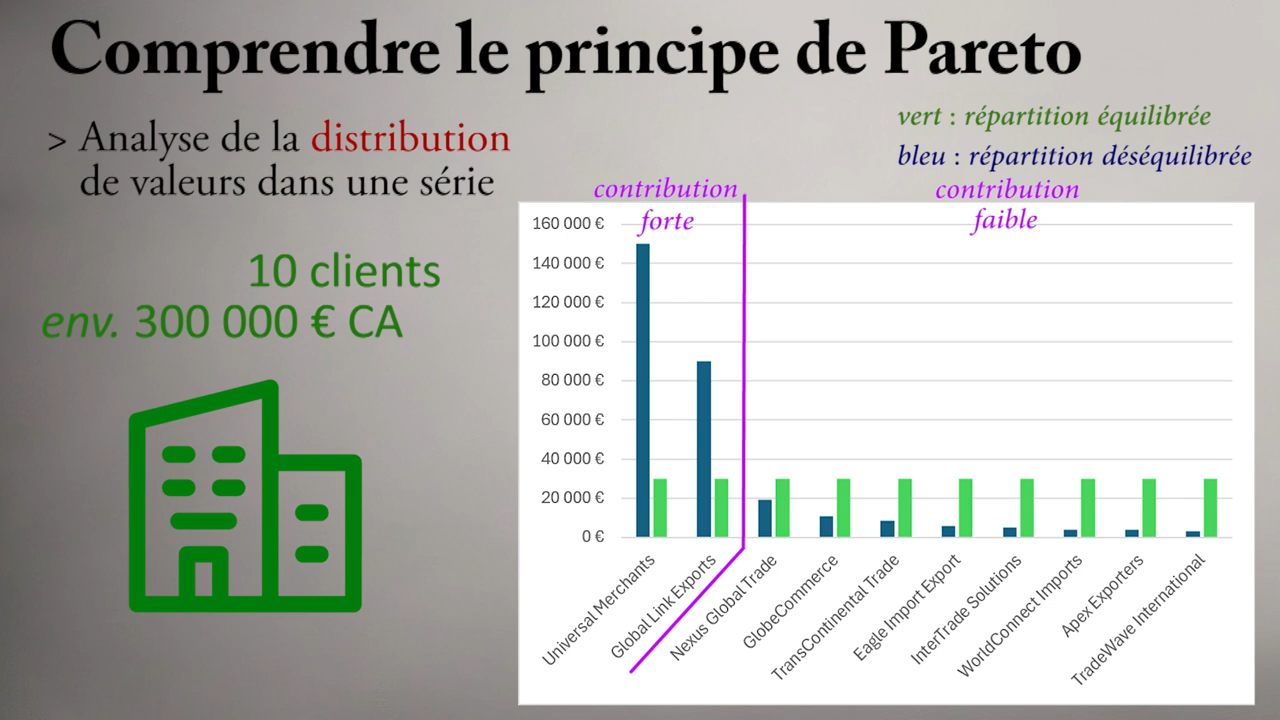 Comprendre le principe de Pareto
> Analyse de la distribution
de valeurs dans une série
vert : répartition équilibrée
bleu : répartition déséquilibrée
10 clients
env. 300 000 € CA
contribution
forte
contribution
faible
160 000 €
140 000 €
120 000 €
100 000 €
80 000 €
60 000 €
40 000 €
20 000 €
0 €
Universal Merchants
Global Link Exports
Nexus Global Trade
GlobeCommerce
TransContinental Trade
Eagle Import Export
InterTrade Solutions
WorldConnect Imports
Apex Exporters
TradeWave International